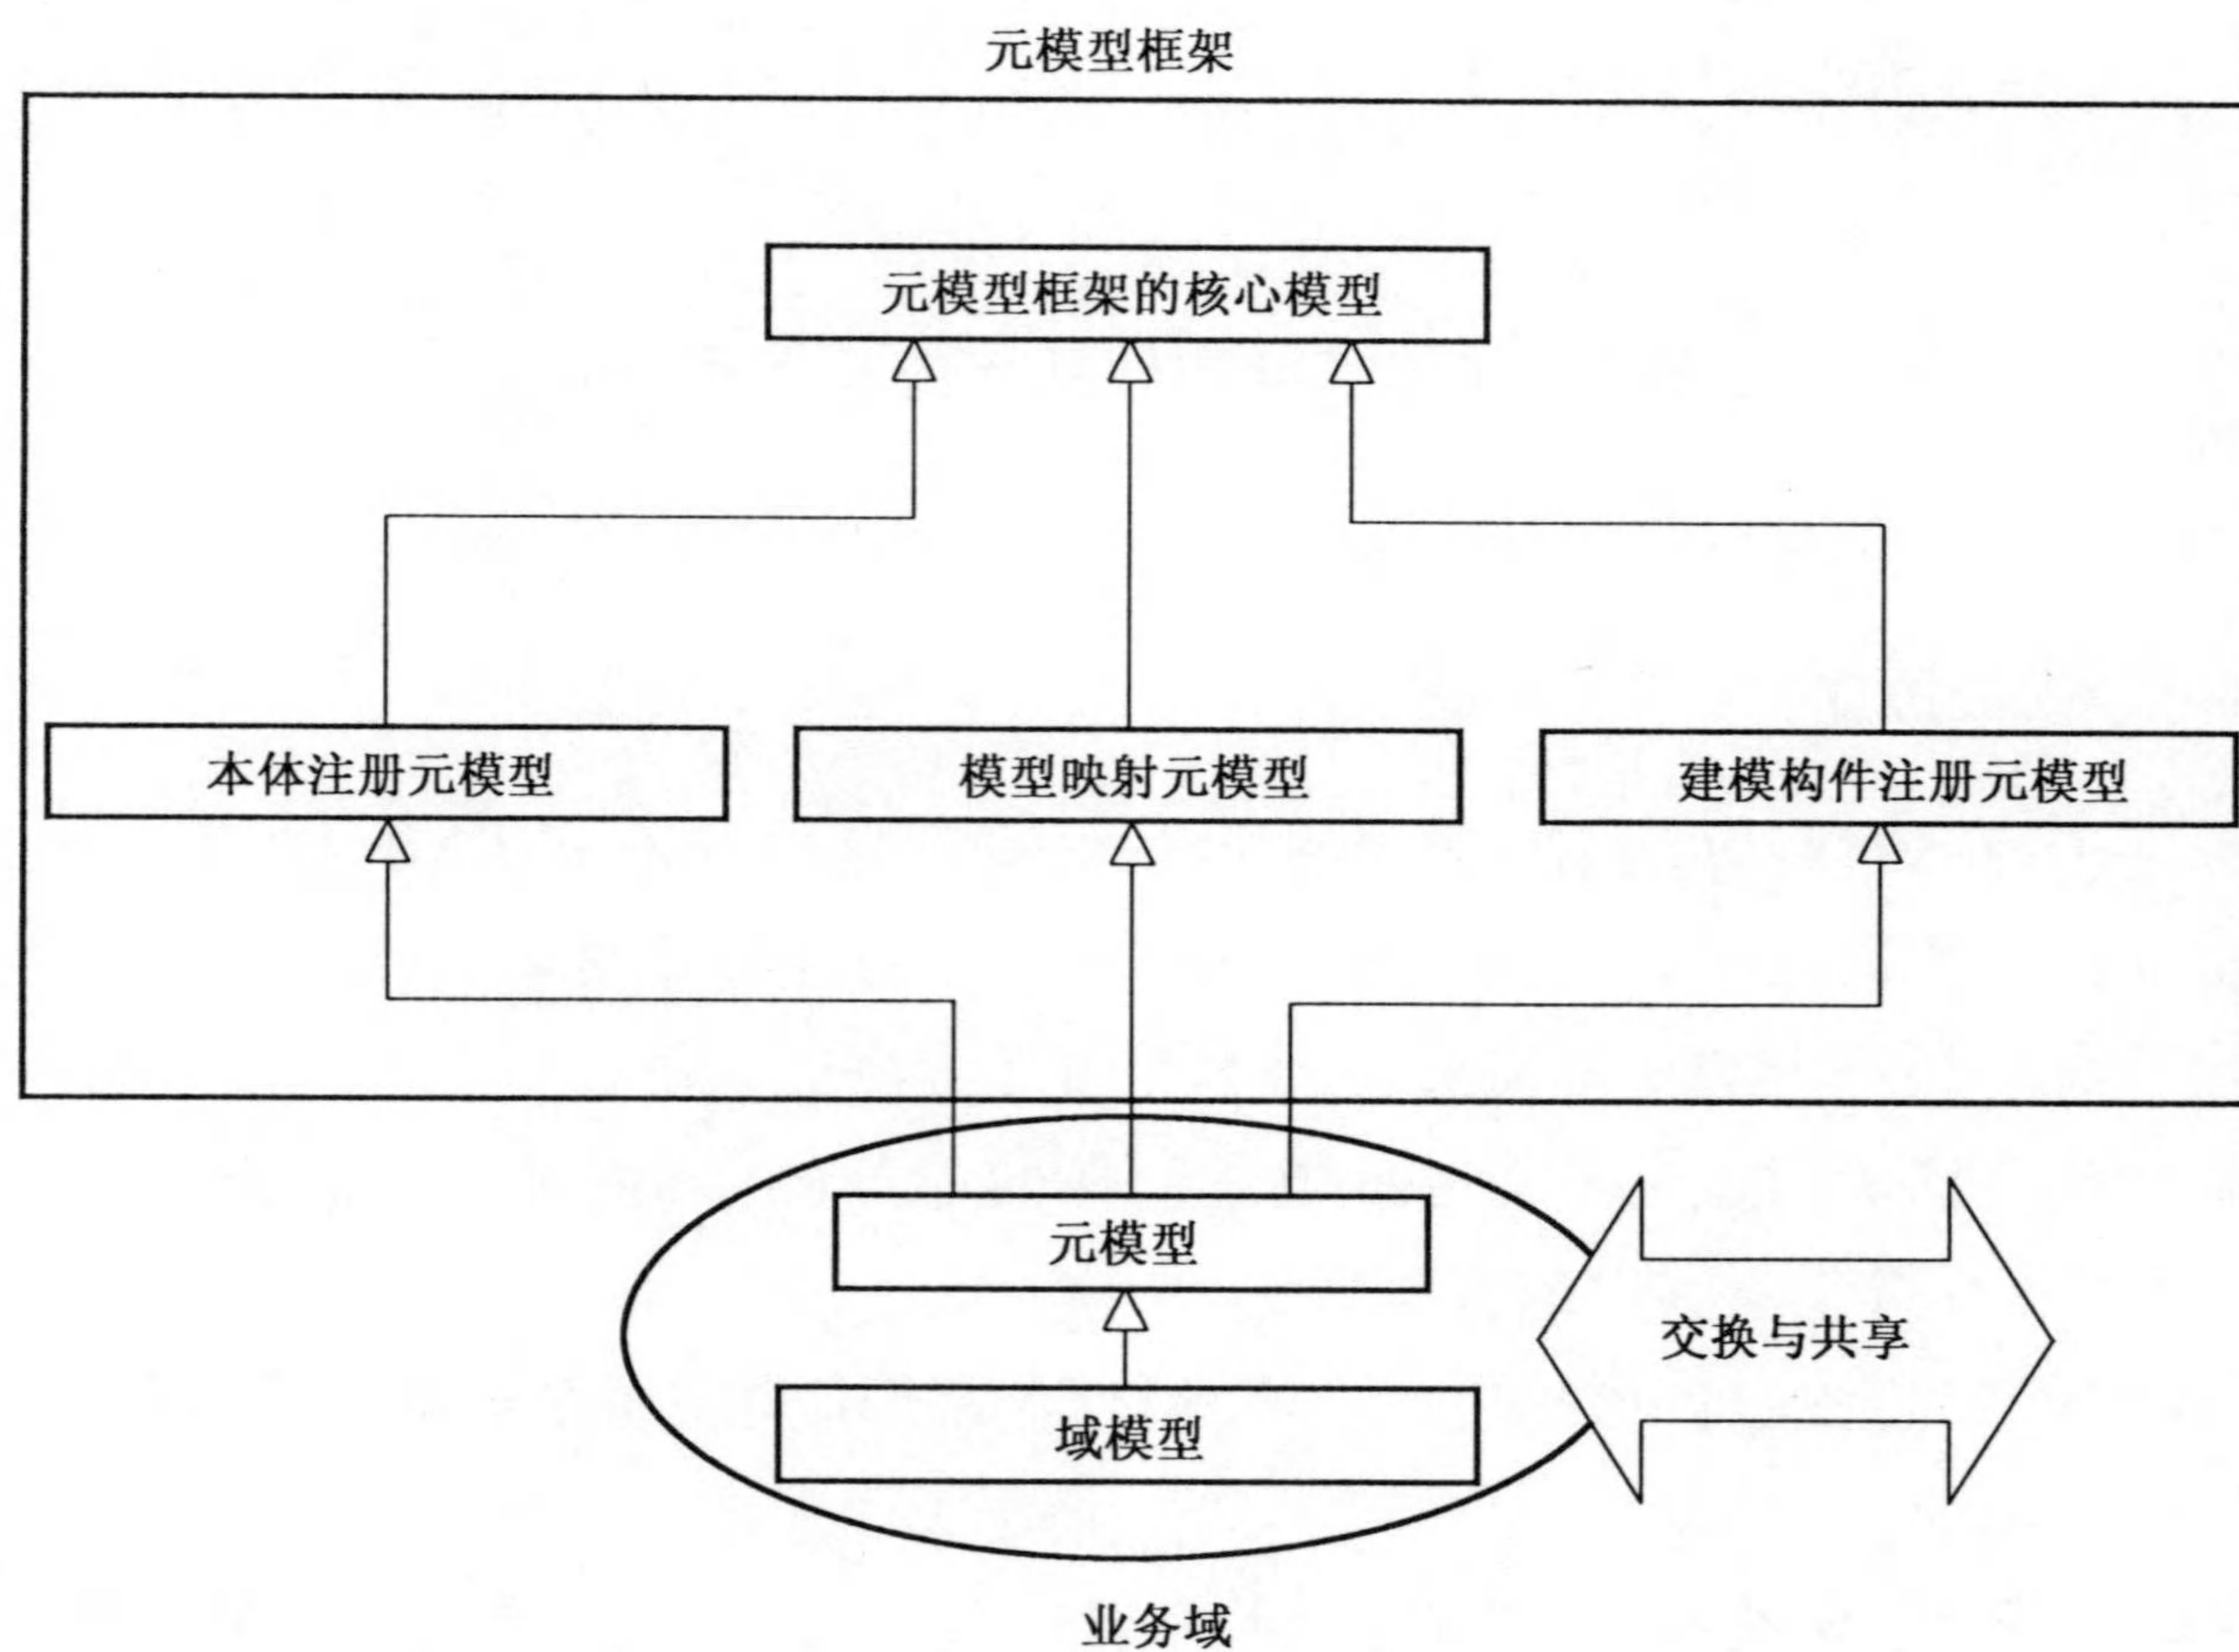 元模型框架
元模型框架的核心模型
本体注册元模型
模型映射元模型
建模构件注册元模型
元模型
交换与共享
域模型
业务域